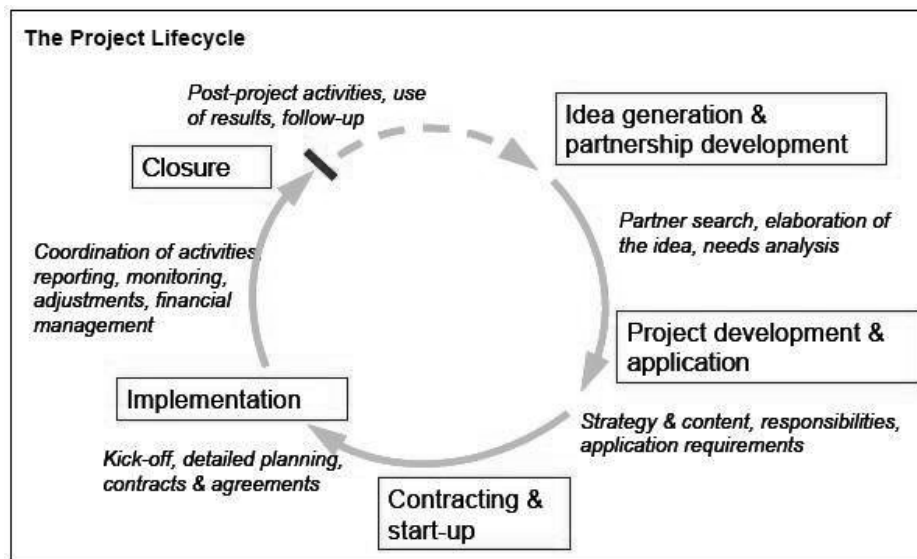 The Project Lifecycle
Post-project activities, use
of results, follow-up
Idea generation &
partnership development
Closure
Partner search, elaboration of
the idea, needs analysis
Coordination of activities,
reporting, monitoring,
adjustments, financial
management
Project development &
application
Implementation
Strategy & content, responsibilities,
application requirements
Kick-off, detailed planning,
contracts & agreements
Contracting &
start-up